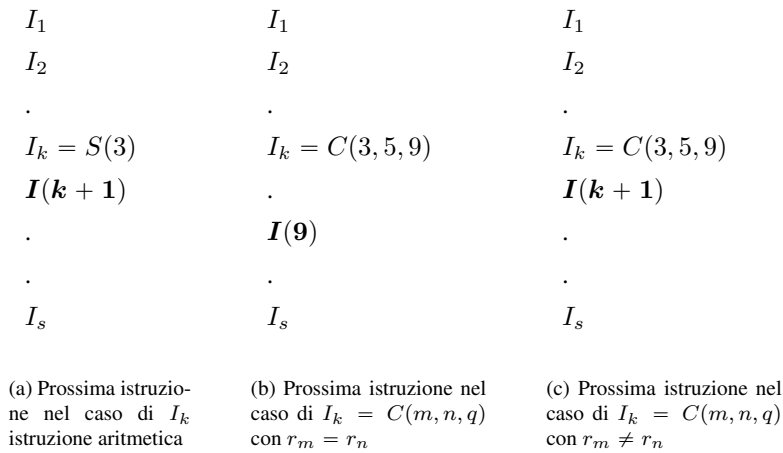 I_1 I_2 . I_k = S(3) I(k + 1) . . I_s
I_1 I_2 . I_k = C(3, 5, 9) . I(9) . I_s
I_1 I_2 . I_k = C(3, 5, 9) I(k + 1) . . I_s
(a) Prossima istruzio-
ne nel caso di I_k
istruzione aritmetica
(b) Prossima istruzione nel
caso di I_k = C(m, n, q)
con r_m = r_n
(c) Prossima istruzione nel
caso di I_k = C(m, n, q)
con r_m ≠ r_n